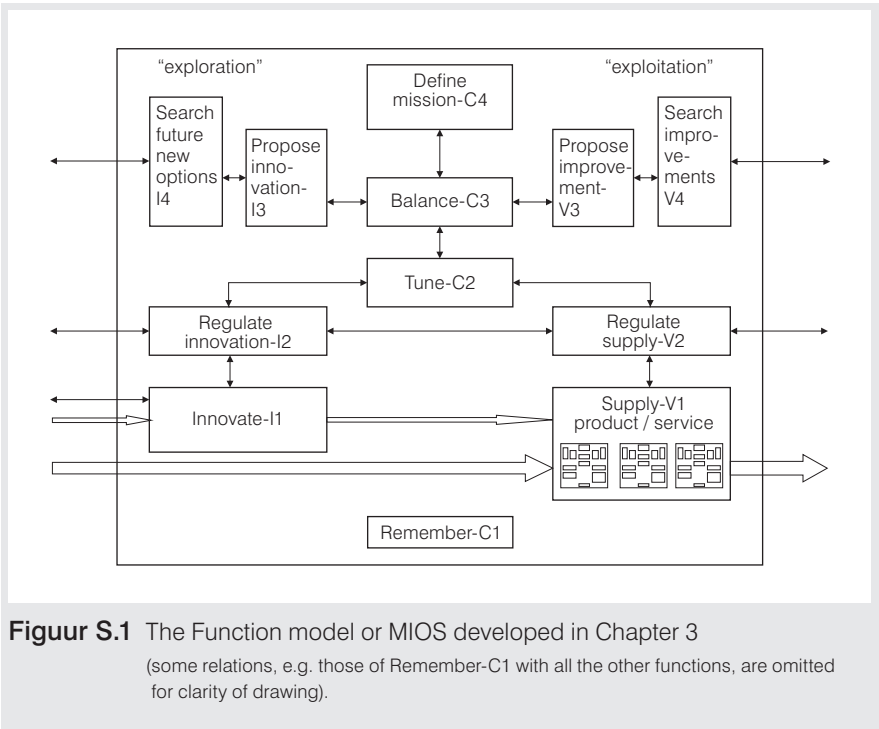 “exploration”
“exploitation”
Define
mission-C4
Search
future
new
options
I4
Propose
inno-
vation-
I3
Balance-C3
Propose
improve-
ment-
V3
Search
impro-
ve-
ments
V4
Tune-C2
Regulate
innovation-I2
Regulate
supply-V2
Innovate-I1
Supply-V1
product / service
Remember-C1
Figuur S.1 The Function model or MIOS developed in Chapter 3
(some relations, e.g. those of Remember-C1 with all the other functions, are omitted
for clarity of drawing).